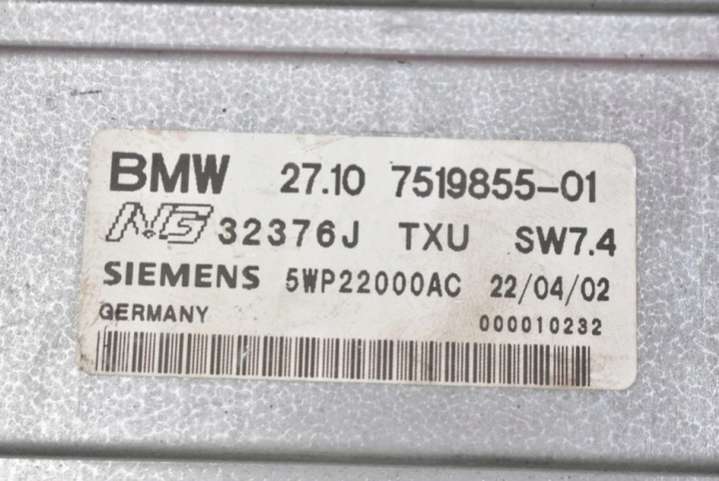 BMW 27.10 7519855-01
NG 32376J TXU SW7.4
SIEMENS 5WP22000AC 22/04/02
GERMANY 000010232